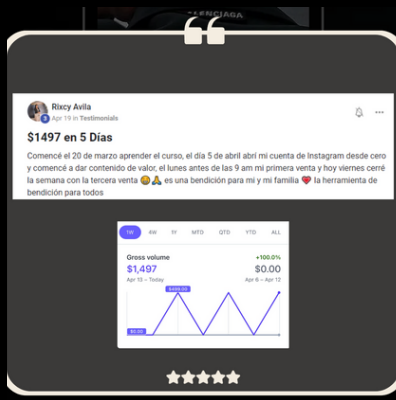 BALENCIAGA
Rixcy Avila
3 Apr 19 in Testimonials
$1497 en 5 Días
Comencé el 20 de marzo aprender el curso, el día 5 de abril abrí mi cuenta de Instagram desde cero
y comencé a dar contenido de valor, el lunes antes de las 9 am mi primera venta y hoy viernes cerré
la semana con la tercera venta 😂🙏 es una bendición para mi y mi familia ❤️ la herramienta de
bendición para todos
1W 4W 1Y MTD QTD YTD ALL
Gross volume +100.0%
$1,497 $0.00
Apr 13 – Today Apr 6 – Apr 12
$499.00
$0.00